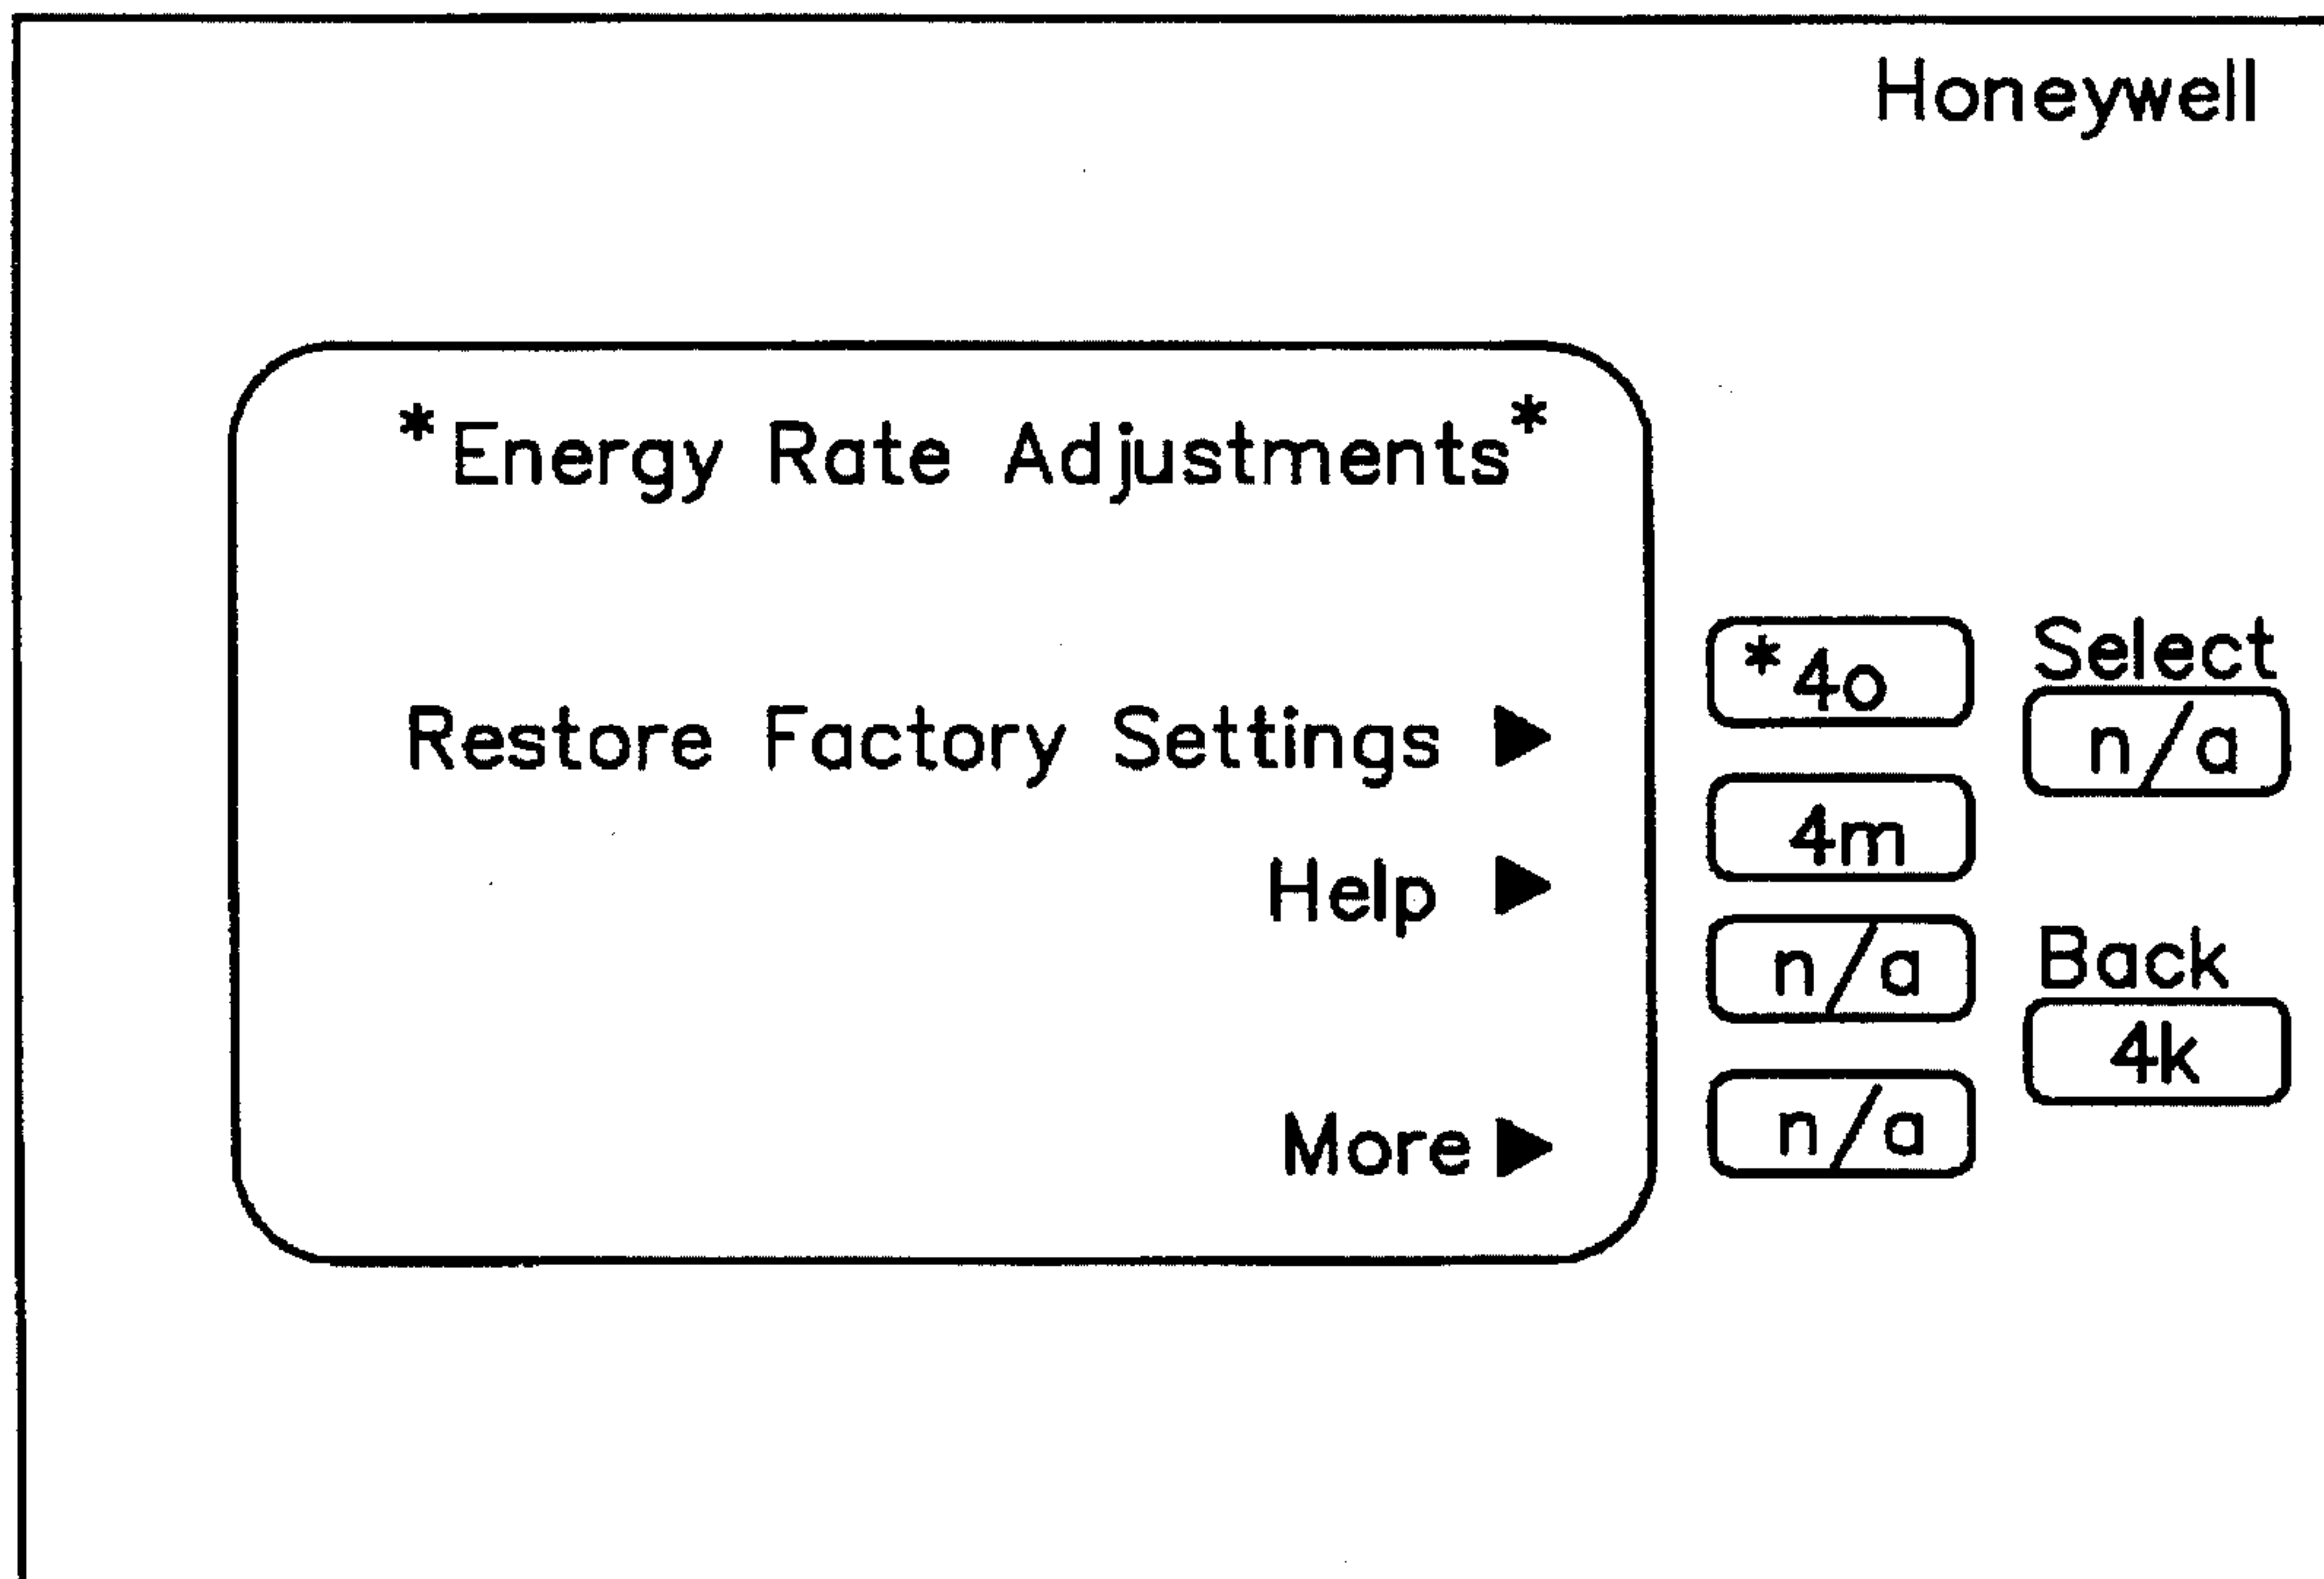 Honeywell
*Energy Rate Adjustments*
Restore Factory Settings ▶
Help ▶
More ▶
*4o
4m
n/a
n/a
Select
n/a
Back
4k